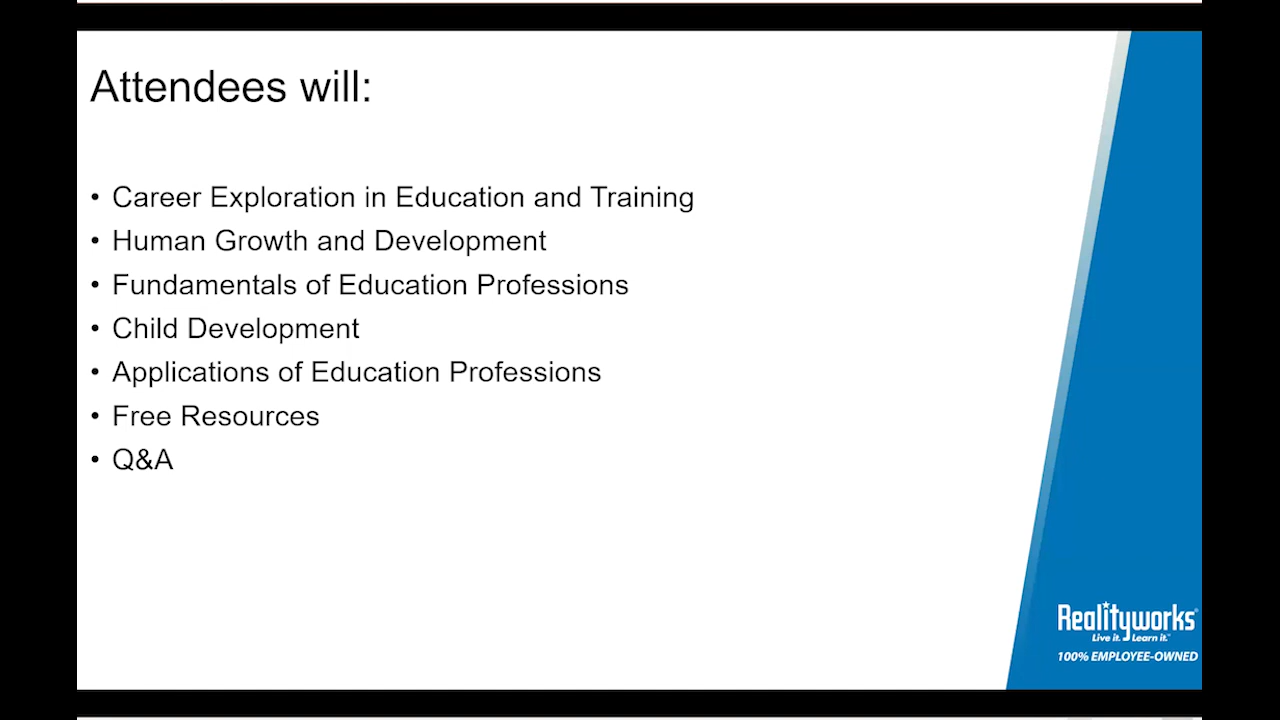 Attendees will:
• Career Exploration in Education and Training
• Human Growth and Development
• Fundamentals of Education Professions
• Child Development
• Applications of Education Professions
• Free Resources
• Q&A
Realityworks®
Live it. Learn it.™
100% EMPLOYEE-OWNED